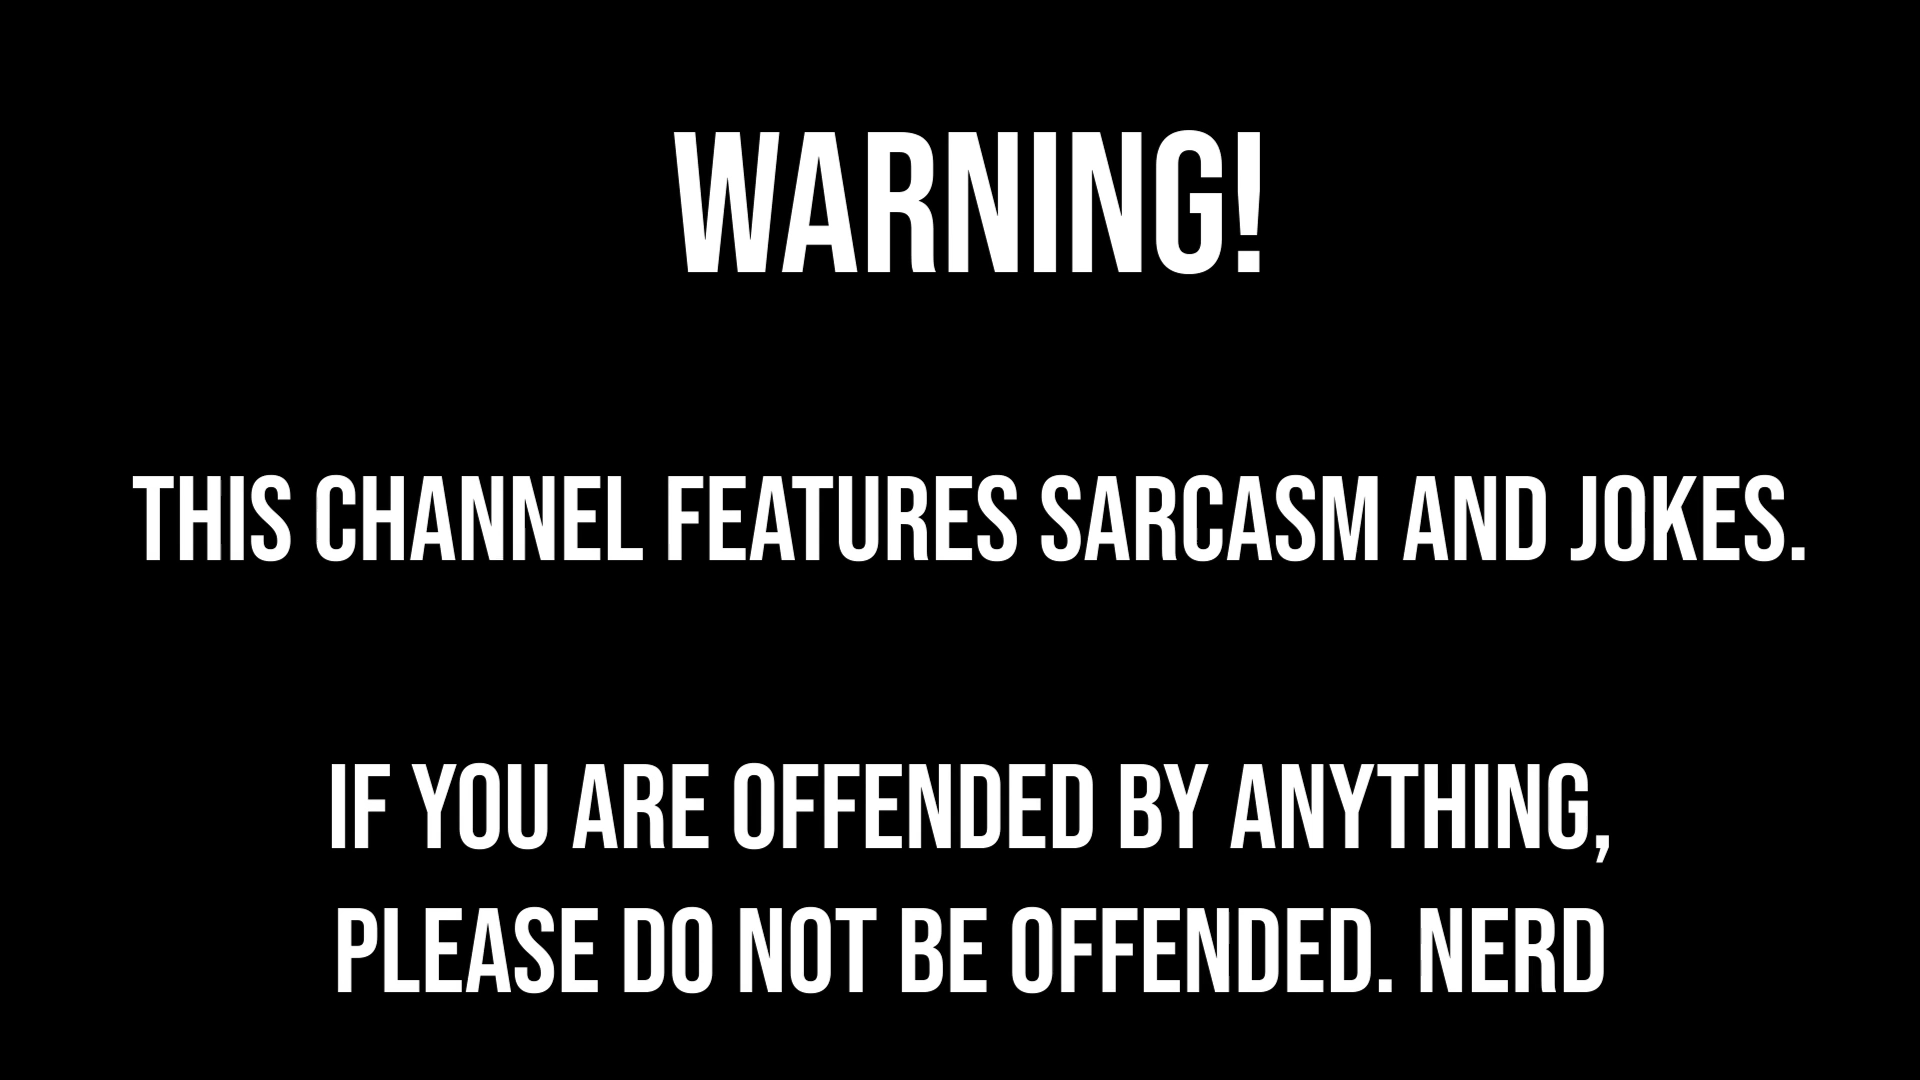 WARNING!
THIS CHANNEL FEATURES SARCASM AND JOKES.
IF YOU ARE OFFENDED BY ANYTHING,
PLEASE DO NOT BE OFFENDED. NERD